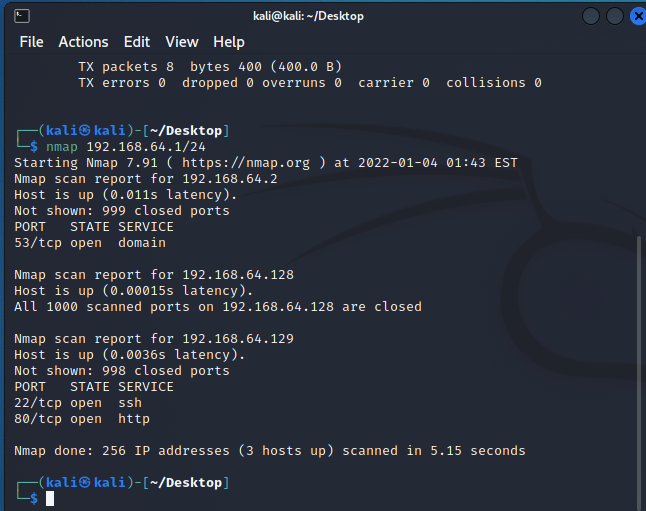 kali@kali: ~/Desktop
File Actions Edit View Help
TX packets 8 bytes 400 (400.0 B)
TX errors 0 dropped 0 overruns 0 carrier 0 collisions 0
┌──(kali㉿kali)-[~/Desktop]
└─$ nmap 192.168.64.1/24
Starting Nmap 7.91 ( https://nmap.org ) at 2022-01-04 01:43 EST
Nmap scan report for 192.168.64.2
Host is up (0.011s latency).
Not shown: 999 closed ports
PORT   STATE SERVICE
53/tcp open  domain
Nmap scan report for 192.168.64.128
Host is up (0.00015s latency).
All 1000 scanned ports on 192.168.64.128 are closed
Nmap scan report for 192.168.64.129
Host is up (0.0036s latency).
Not shown: 998 closed ports
PORT   STATE SERVICE
22/tcp open  ssh
80/tcp open  http
Nmap done: 256 IP addresses (3 hosts up) scanned in 5.15 seconds
┌──(kali㉿kali)-[~/Desktop]
└─$